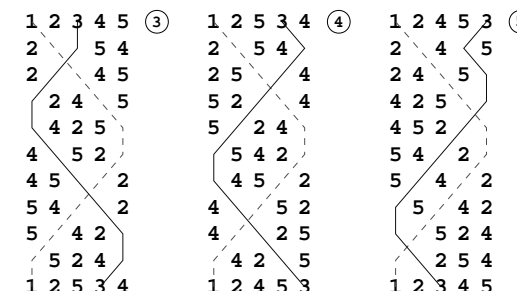 1 2 3 4 5 ③ 1 2 5 3 4 ④ 1 2 4 5 3
2 5 4 2 5 4 2 4 5
2 4 5 2 5 4 2 4 5
2 4 5 5 2 4 4 2 5
4 2 5 5 2 4 4 5 2
4 5 2 5 4 2 5 4 2
4 5 2 4 5 2 5 4 2
5 4 2 4 5 2 5 4 2
5 4 2 4 2 5 5 2 4
5 2 4 4 2 5 2 5 4
1 2 5 3 4 1 2 4 5 3 1 2 3 4 5